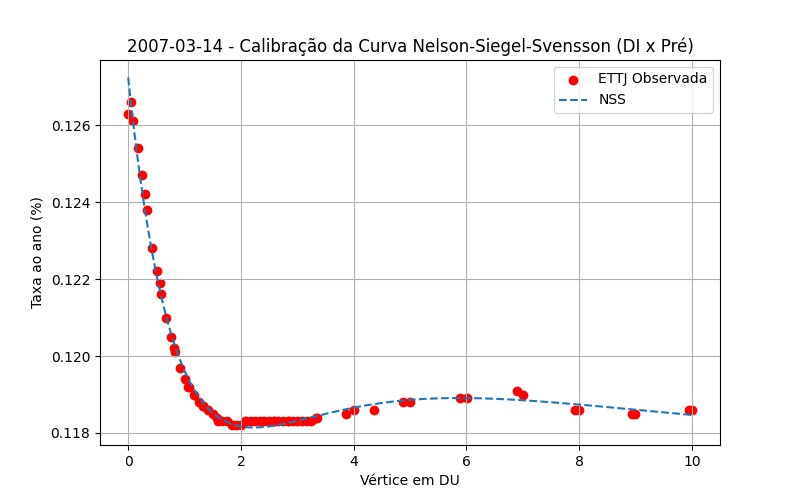 2007-03-14 - Calibração da Curva Nelson-Siegel-Svensson (DI x Pré)
ETTJ Observada
NSS
Taxa ao ano (%)
0.126
0.124
0.122
0.120
0.118
0 2 4 6 8 10
Vértice em DU